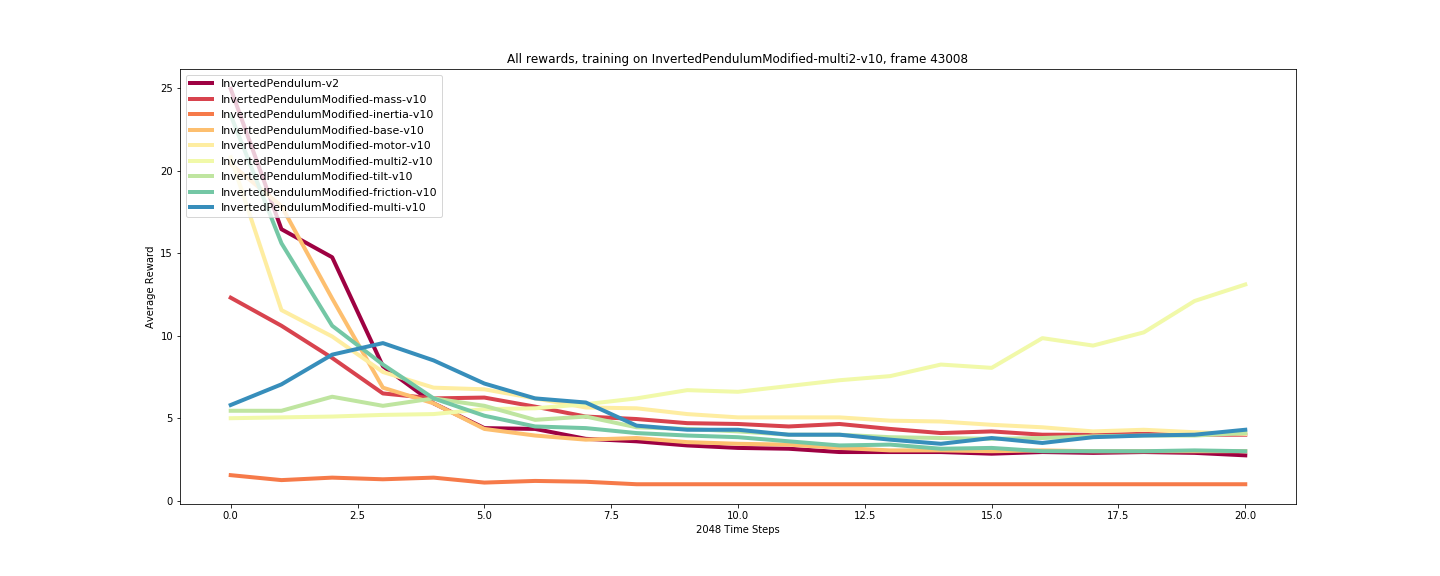 All rewards, training on InvertedPendulumModified-multi2-v10, frame 43008
InvertedPendulum-v2
InvertedPendulumModified-mass-v10
InvertedPendulumModified-inertia-v10
InvertedPendulumModified-base-v10
InvertedPendulumModified-motor-v10
InvertedPendulumModified-multi2-v10
InvertedPendulumModified-tilt-v10
InvertedPendulumModified-friction-v10
InvertedPendulumModified-multi-v10
Average Reward
25
20
15
10
5
0
0.0 2.5 5.0 7.5 10.0 12.5 15.0 17.5 20.0
2048 Time Steps